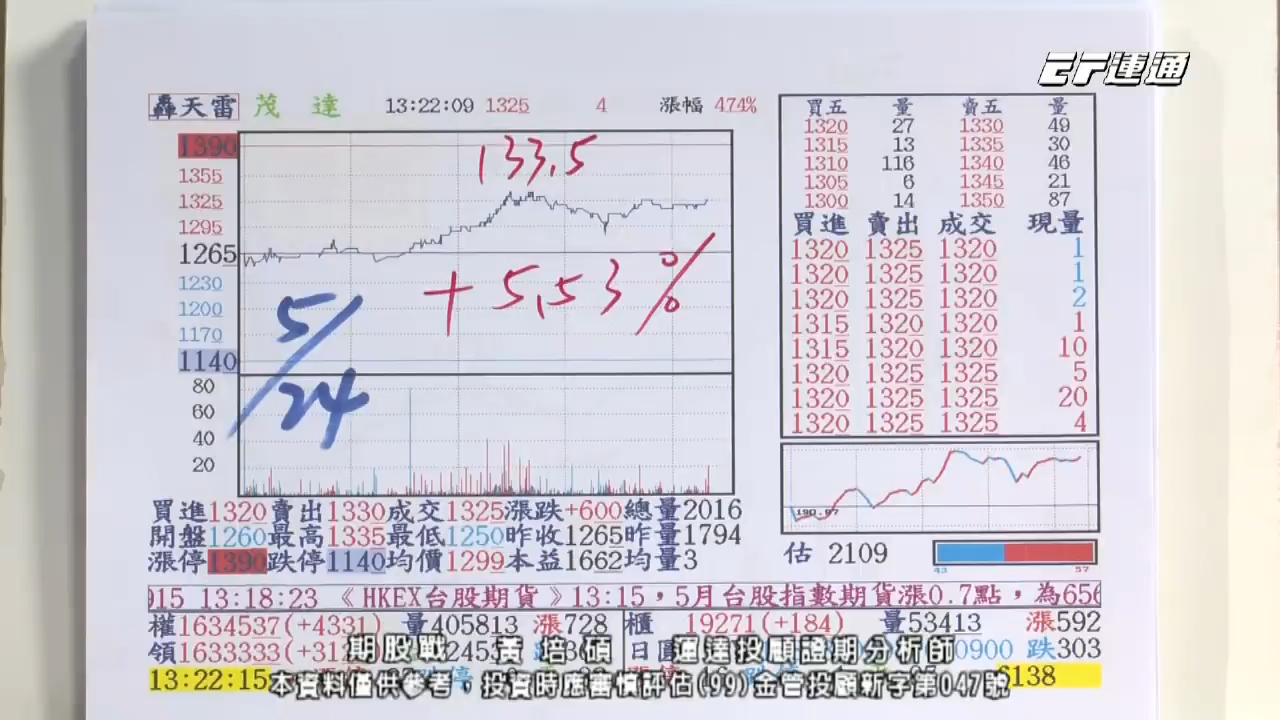 EF運通
轟天雷 茂達 13:22:09 1325 4 漲幅 474%
買五 量 賣五 量
1320 27 1330 49
1315 13 1335 30
1310 116 1340 46
1305 6 1345 21
1300 14 1350 87
買進 賣出 成交 現量
1320 1325 1320 1
1320 1325 1320 1
1320 1325 1320 2
1315 1320 1320 1
1315 1320 1320 10
1320 1325 1325 5
1320 1325 1325 20
1320 1325 1325 4
1390
1355
1325
1295
1265
1230
1200
1170
1140
80
60
40
20
133.5
+5.53%
5/24
190.97
估 2109
43 57
買進1320賣出1330成交1325漲跌+600總量2016
開盤1260最高1335最低1250昨收1265昨量1794
漲停1390跌停1140均價1299本益1662均量3
915 13:18:23 《HKEX台股期貨》13:15，5月台股指數期貨漲0.7點，為656
權1634537(+4331) 量405813 漲728 櫃 19271(+184) 量53413 漲592
領1633333(+31 0900 跌303
期股戰 黃培碩 運達投顧證期分析師
13:22:15 6138
本資料僅供參考，投資時應審慎評估(99)金管投顧新字第047號